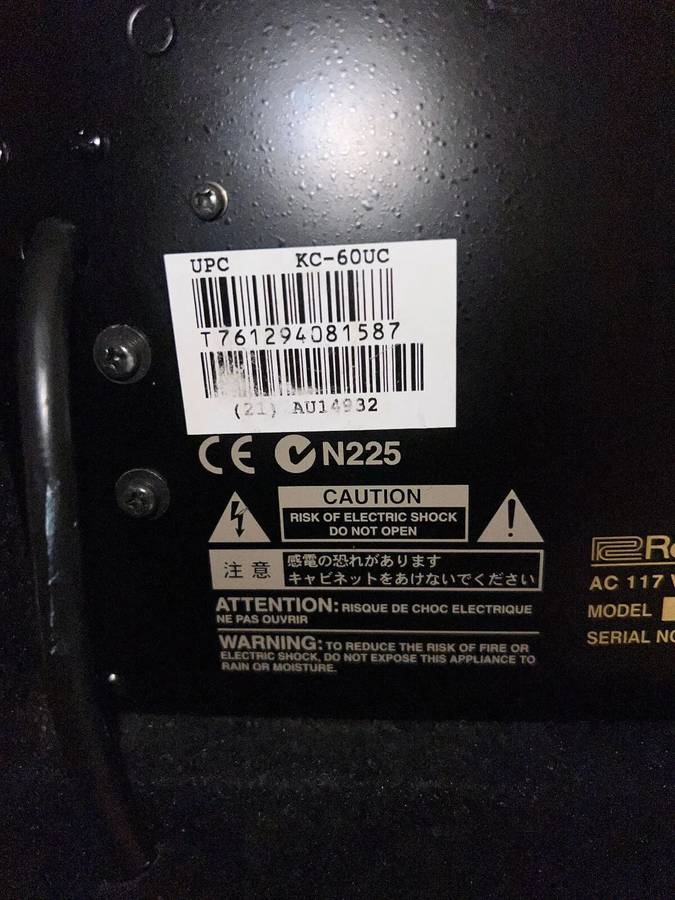 UPC KC-60UC
T761294081587
(21) AU14932
CE N225
CAUTION
RISK OF ELECTRIC SHOCK
DO NOT OPEN
注意
感電の恐れがあります
キャビネットをあけないでください
ATTENTION: RISQUE DE CHOC ELECTRIQUE
NE PAS OUVRIR
WARNING: TO REDUCE THE RISK OF FIRE OR
ELECTRIC SHOCK, DO NOT EXPOSE THIS APPLIANCE TO
RAIN OR MOISTURE.
AC 117
MODEL
SERIAL